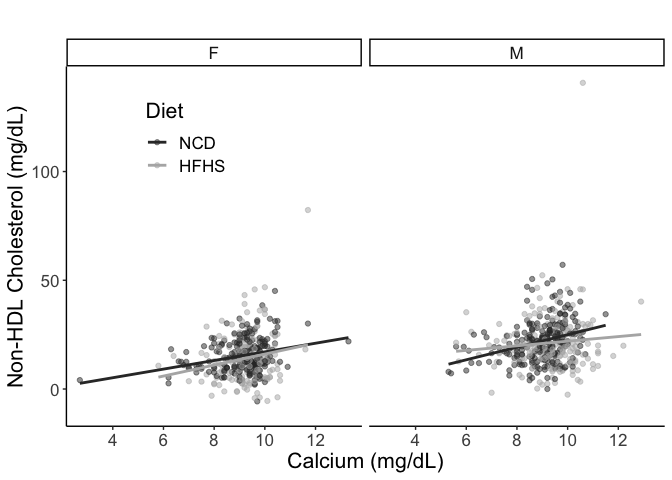 F
M
Diet
NCD
HFHS
Non-HDL Cholesterol (mg/dL)
100
50
0
4 6 8 10 12
4 6 8 10 12
Calcium (mg/dL)